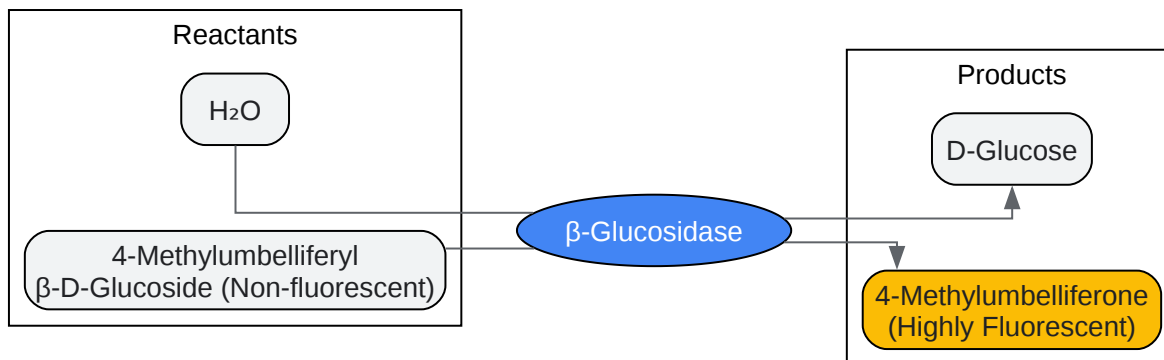 Reactants
H₂O
4-Methylumbelliferyl
β-D-Glucoside (Non-fluorescent)
β-Glucosidase
Products
D-Glucose
4-Methylumbelliferone
(Highly Fluorescent)